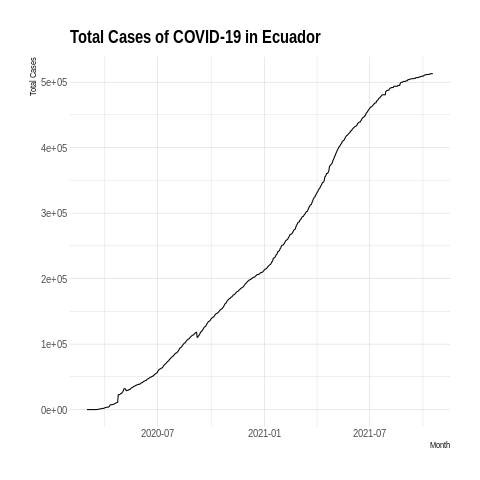 Total Cases of COVID-19 in Ecuador
Total Cases
5e+05
4e+05
3e+05
2e+05
1e+05
0e+00
2020-07 2021-01 2021-07
Month